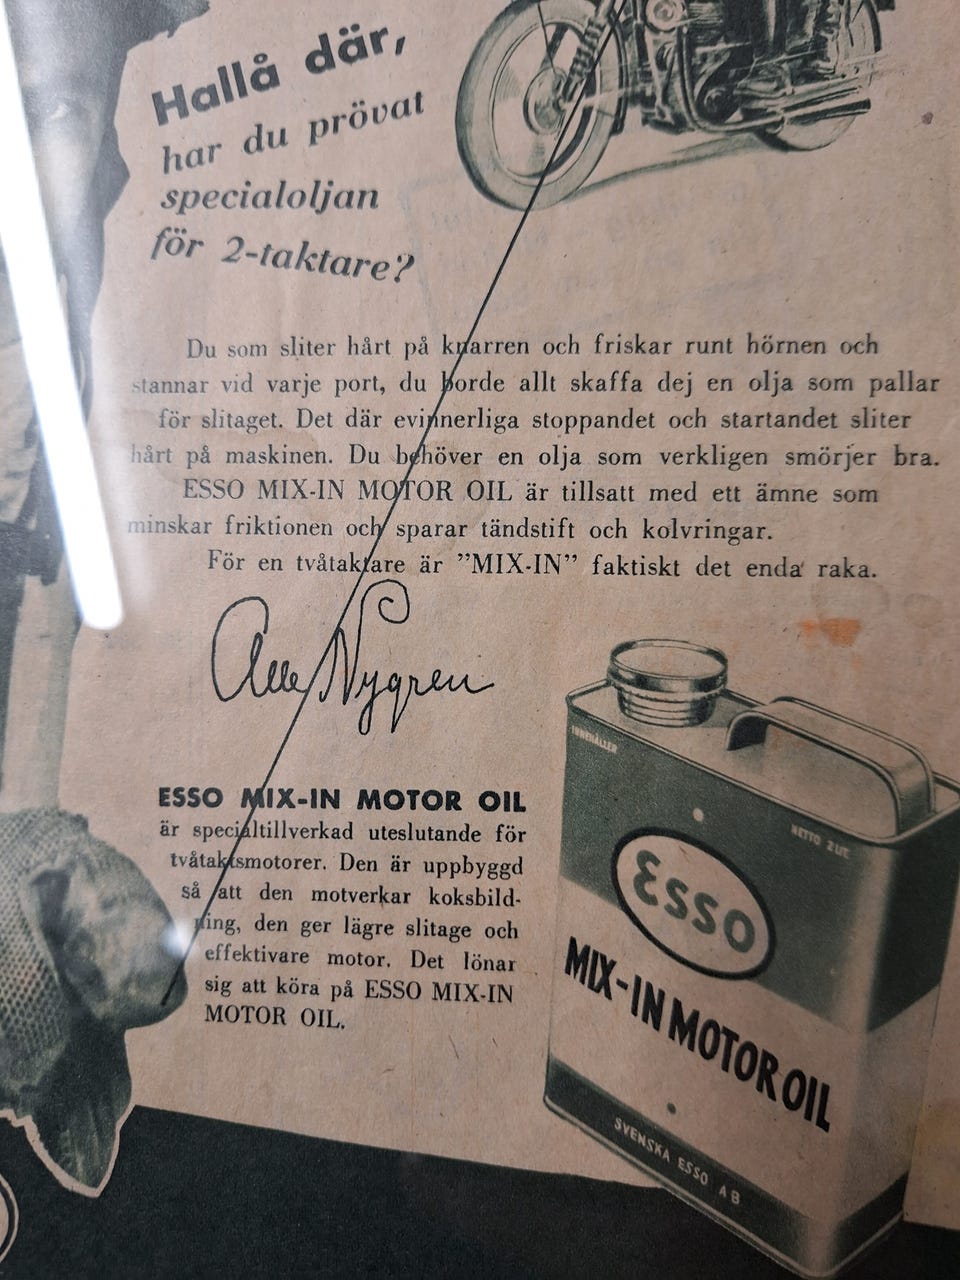 Hallå där,
har du prövat
specialoljan
för 2-taktare?
Du som sliter hårt på knarren och friskar runt hörnen och
stannar vid varje port, du borde allt skaffa dej en olja som pallar
för slitaget. Det där evinnerliga stoppandet och startandet sliter
hårt på maskinen. Du behöver en olja som verkligen smörjer bra.
ESSO MIX-IN MOTOR OIL är tillsatt med ett ämne som
minskar friktionen och sparar tändstift och kolvringar.
För en tvåtaktare är ”MIX-IN” faktiskt det enda raka.
Olle Nygren
ESSO MIX-IN MOTOR OIL
är specialtillverkad uteslutande för
tvåtaktsmotorer. Den är uppbyggd
så att den motverkar koksbild-
ning, den ger lägre slitage och
effektivare motor. Det lönar
sig att köra på ESSO MIX-IN
MOTOR OIL.
INNEHÅLLER
NETTO 2 LIT.
Esso
MIX-IN MOTOR OIL
SVENSKA ESSO AB